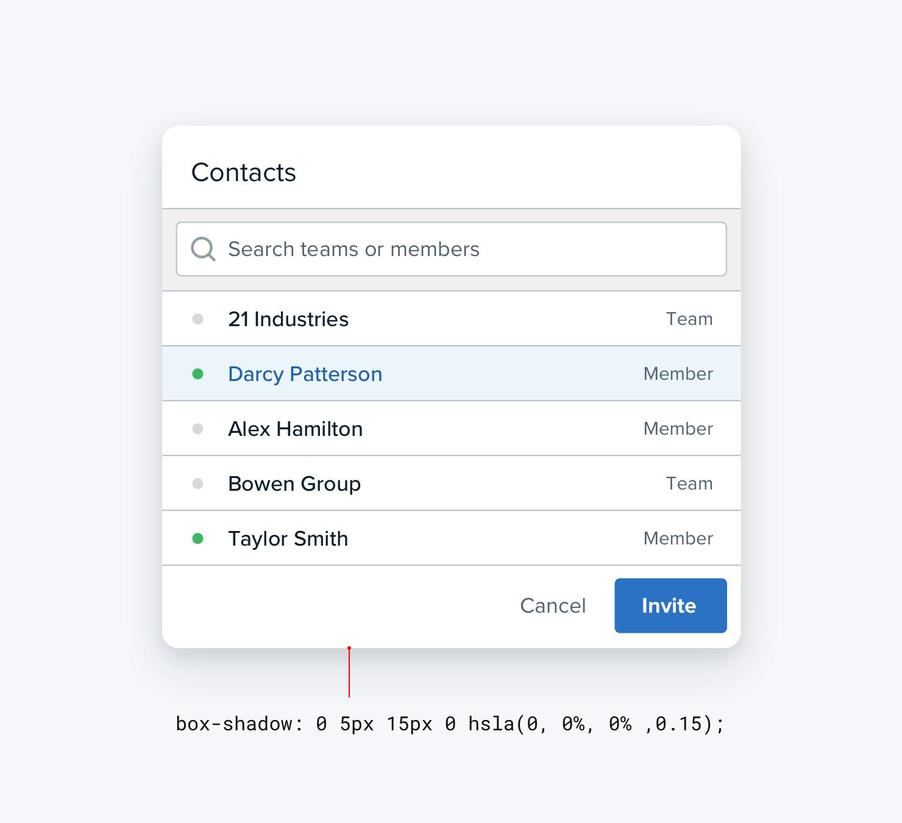 Contacts
Search teams or members
21 Industries Team
Darcy Patterson Member
Alex Hamilton Member
Bowen Group Team
Taylor Smith Member
Cancel Invite
box-shadow: 0 5px 15px 0 hsla(0, 0%, 0% ,0.15);